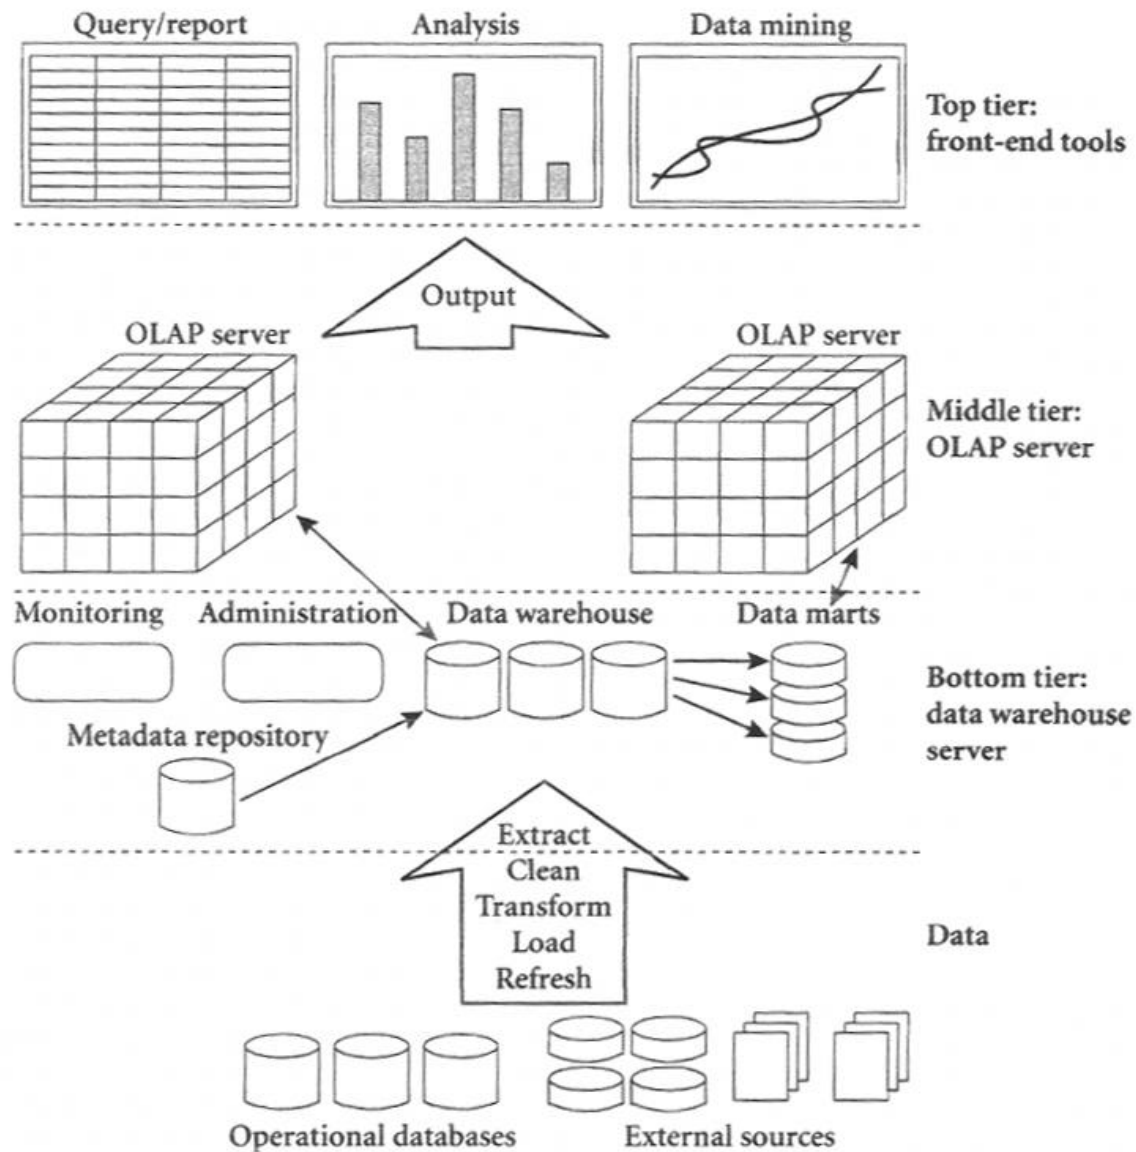 Query/report
Analysis
Data mining
Top tier:
front-end tools
Output
OLAP server
OLAP server
Middle tier:
OLAP server
Monitoring
Administration
Data warehouse
Data marts
Metadata repository
Bottom tier:
data warehouse
server
Extract
Clean
Transform
Load
Refresh
Data
Operational databases
External sources